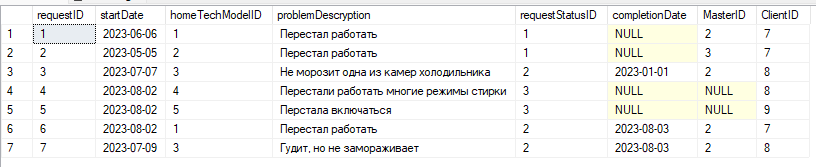 requestID startDate homeTechModelID problemDescryption requestStatusID completionDate MasterID ClientID
1 1 2023-06-06 1 Перестал работать 1 NULL 2 7
2 2 2023-05-05 2 Перестал работать 1 NULL 3 7
3 3 2023-07-07 3 Не морозит одна из камер холодильника 2 2023-01-01 2 8
4 4 2023-08-02 4 Перестали работать многие режимы стирки 3 NULL NULL 8
5 5 2023-08-02 5 Перстала включаться 3 NULL NULL 9
6 6 2023-08-02 1 Перестал работать 2 2023-08-03 2 7
7 7 2023-07-09 3 Гудит, но не замораживает 2 2023-08-03 2 8